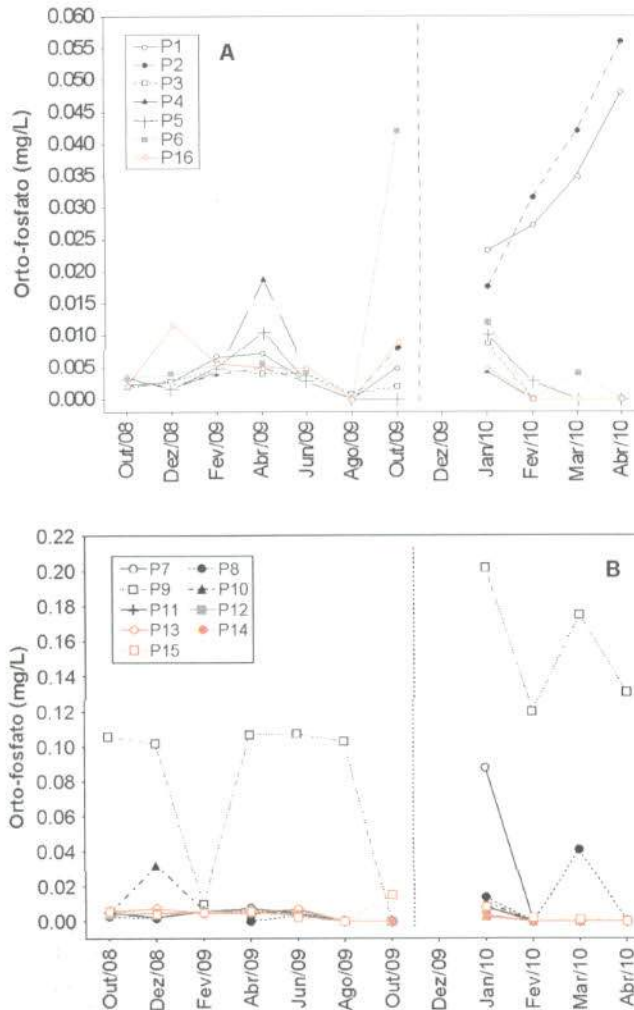 A
Orto-fosfato (mg/L)
0.060
0.055
0.050
0.045
0.040
0.035
0.030
0.025
0.020
0.015
0.010
0.005
0.000
P1
P2
P3
P4
P5
P6
P16
Out/08
Dez/08
Fev/09
Abr/09
Jun/09
Ago/09
Out/09
Dez/09
Jan/10
Fev/10
Mar/10
Abr/10
B
Orto-fosfato (mg/L)
0.22
0.20
0.18
0.16
0.14
0.12
0.10
0.08
0.06
0.04
0.02
0.00
P7 P8
P9 P10
P11 P12
P13 P14
P15
Out/08
Dez/08
Fev/09
Abr/09
Jun/09
Ago/09
Out/09
Dez/09
Jan/10
Fev/10
Mar/10
Abr/10